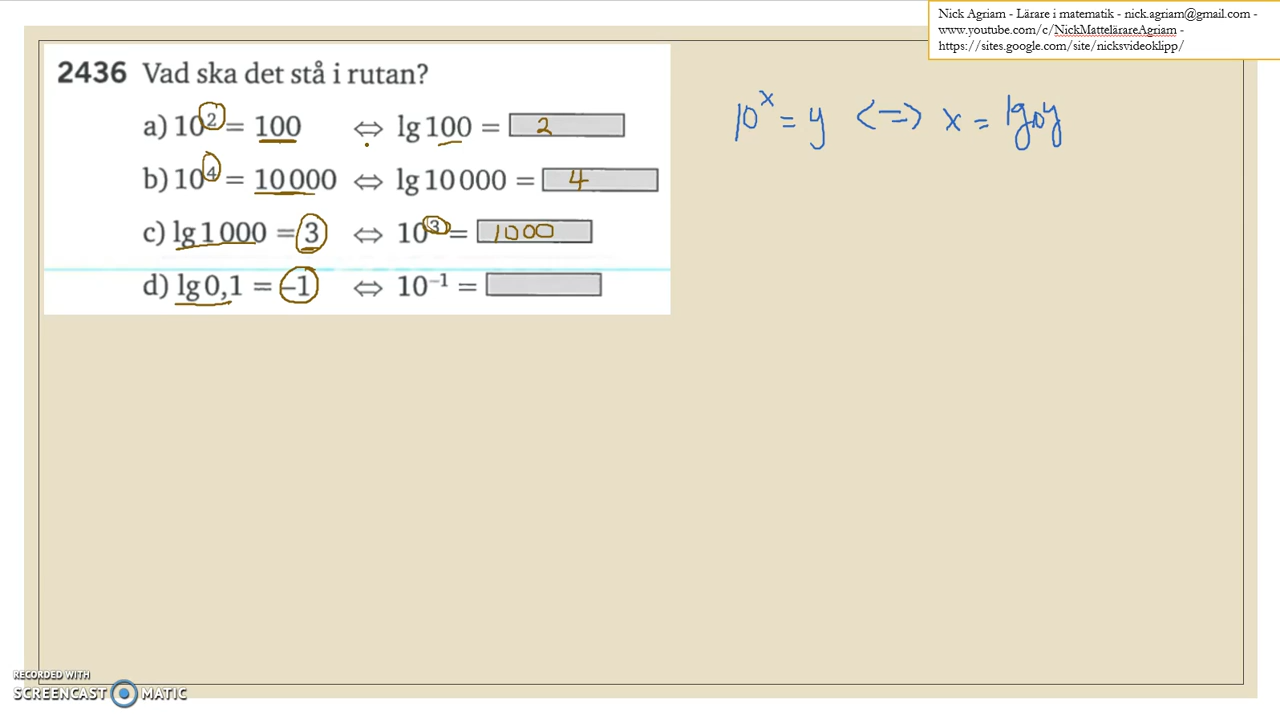 Nick Agriam - Lärare i matematik - nick.agriam@gmail.com -
www.youtube.com/c/NickMattelärareAgriam -
https://sites.google.com/site/nicksvideoklipp/
2436 Vad ska det stå i rutan?
a) 10² = 100 ⇔ lg 100 = 2
b) 10⁴ = 10 000 ⇔ lg 10 000 = 4
c) lg 1 000 = 3 ⇔ 10³ = 1000
d) lg 0,1 = −1 ⇔ 10⁻¹ =
10ˣ = y <=> x = lg₁₀y
RECORDED WITH
SCREENCAST MATIC